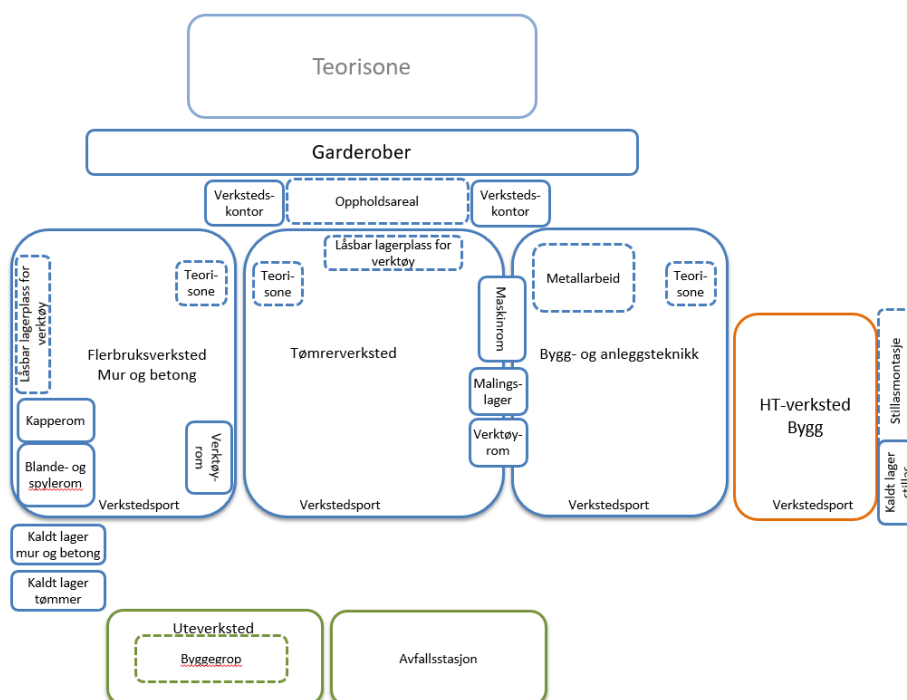 Teorisone
Garderober
Verksteds-
kontor
Oppholdsareal
Verksteds-
kontor
Låsbar lagerplass for
verktøy
Teori-
sone
Flerbruksverksted
Mur og betong
Kapperom
Blande- og
spylerom
Verktøy-
rom
Verkstedsport
Låsbar lagerplass for
verktøy
Teori-
sone
Tømrerverksted
Verkstedsport
Maskinrom
Malings-
lager
Verktøy-
rom
Metallarbeid
Teori-
sone
Bygg- og anleggsteknikk
Verkstedsport
HT-verksted
Bygg
Verkstedsport
Stillasmontasje
Kaldt lager
Kaldt lager
mur og betong
Kaldt lager
tømmer
Uteverksted
Byggegrop
Avfallsstasjon